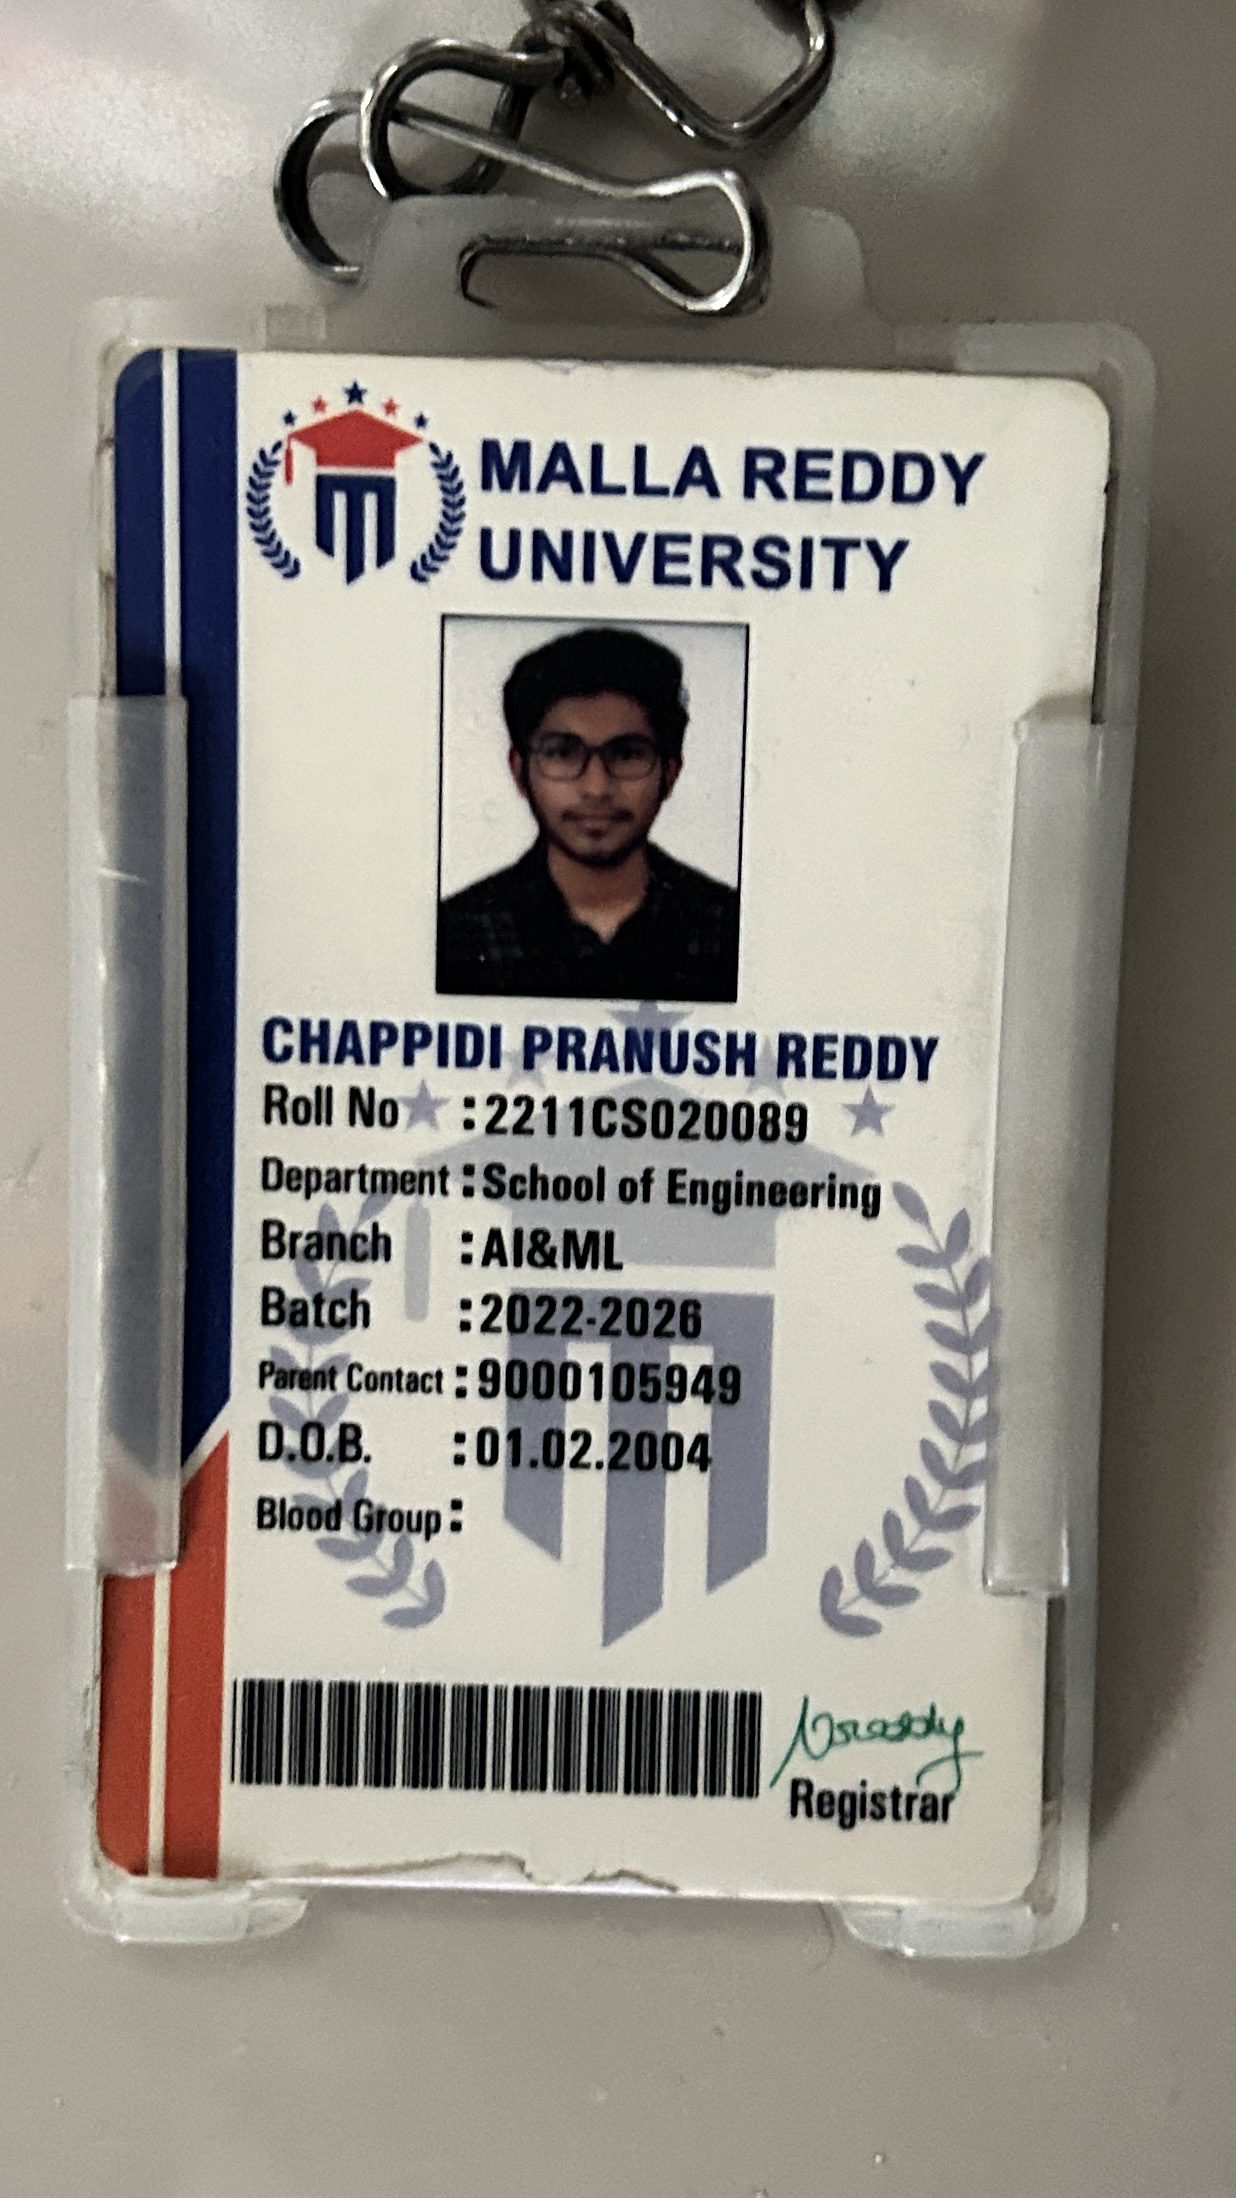 MALLA REDDY
UNIVERSITY
CHAPPIDI PRANUSH REDDY
Roll No :2211CS020089
Department :School of Engineering
Branch :AI&ML
Batch :2022-2026
Parent Contact :9000105949
D.O.B. :01.02.2004
Blood Group :
Registrar